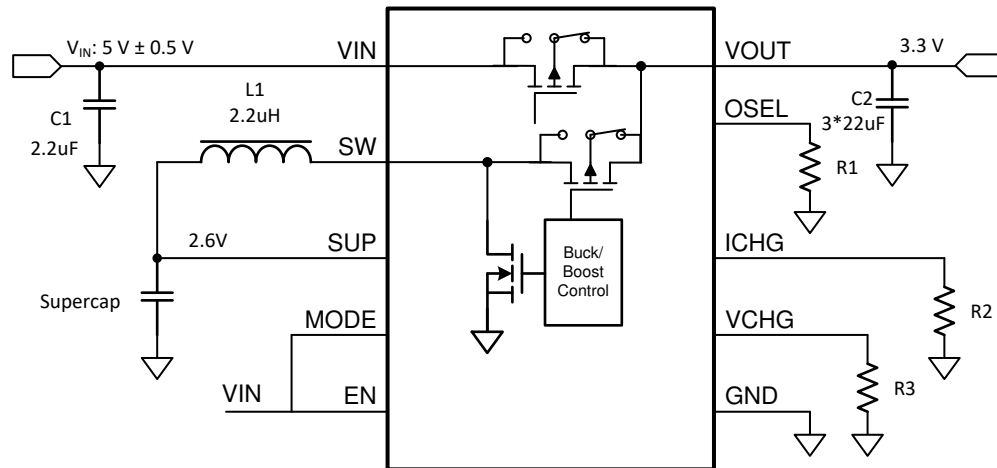 V_IN: 5 V ± 0.5 V
VIN
VOUT
3.3 V
C1
2.2uF
L1
2.2uH
SW
OSEL
C2
3*22uF
R1
2.6V
SUP
Buck/
Boost
Control
ICHG
Supercap
R2
MODE
VCHG
VIN
EN
GND
R3